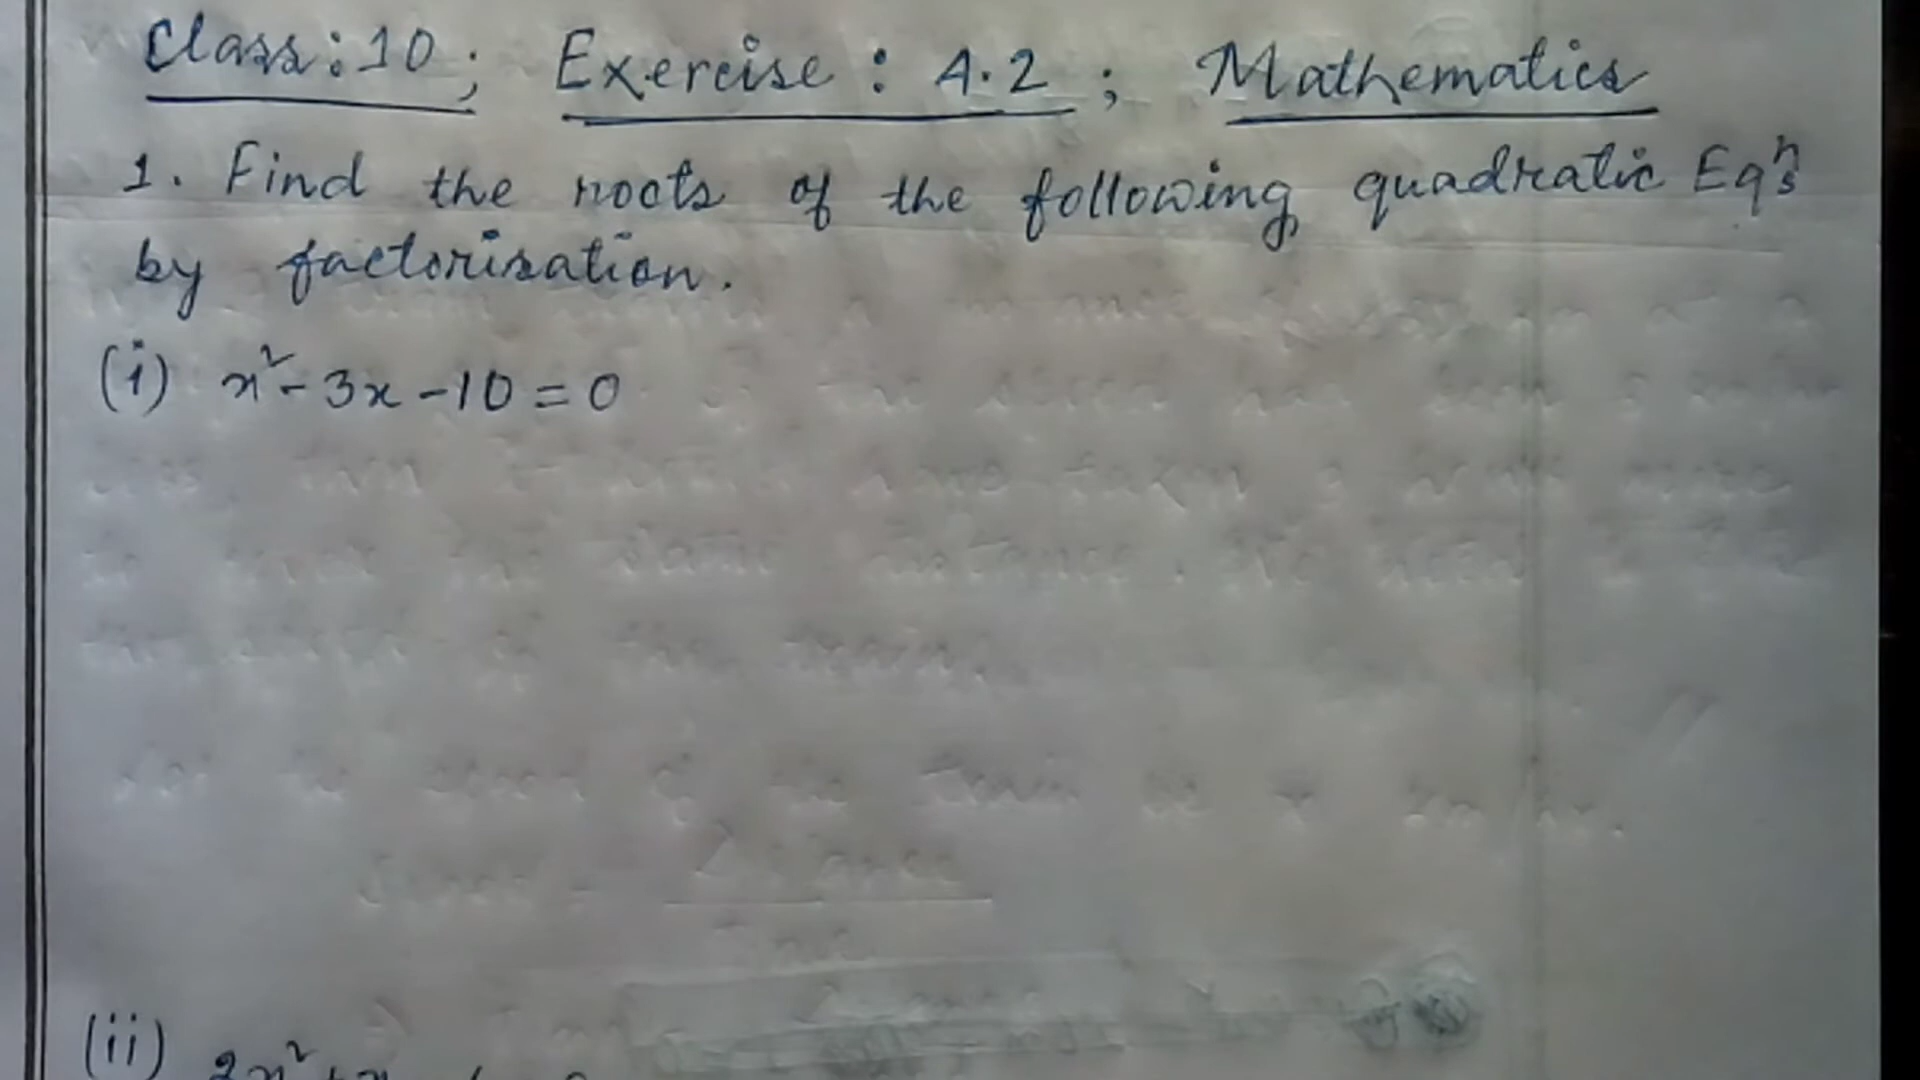 Class: 10; Exercise: 4.2; Mathematics
1. Find the roots of the following quadratic Eqⁿs
by factorisation.
(i) x² - 3x - 10 = 0
(ii) 2x² + x